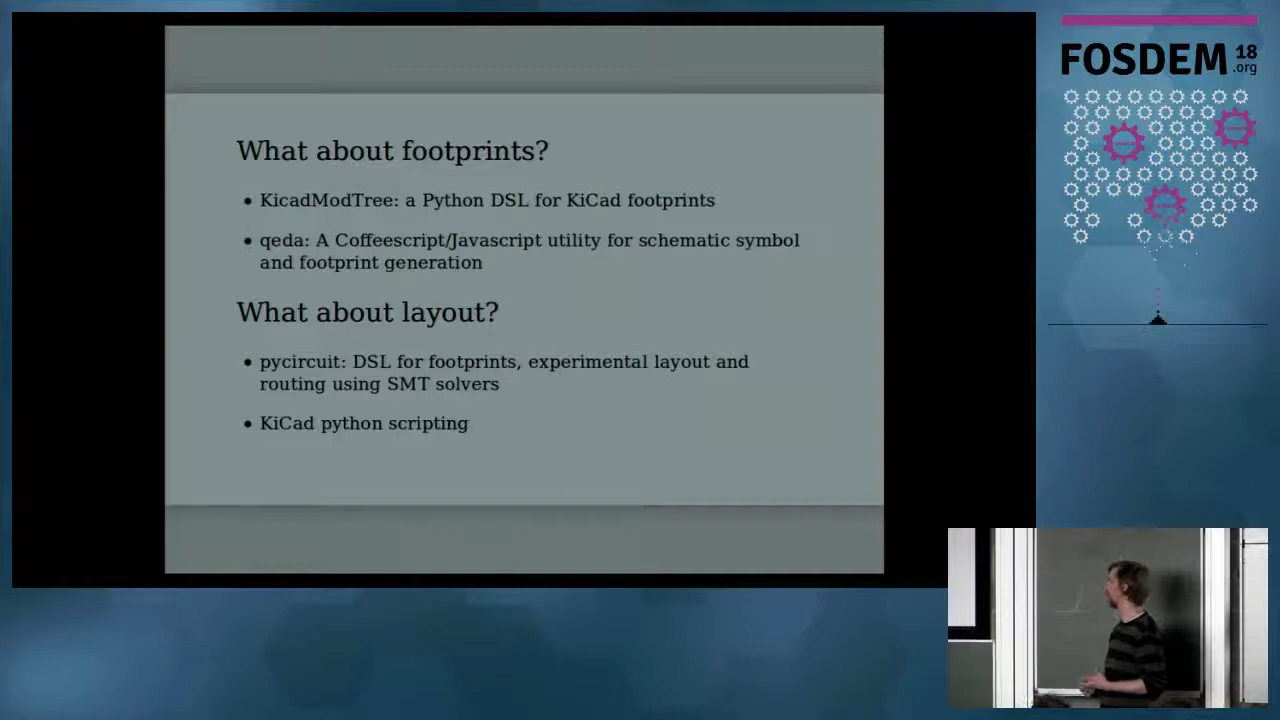 What about footprints?
• KicadModTree: a Python DSL for KiCad footprints
• qeda: A Coffeescript/Javascript utility for schematic symbol
and footprint generation
What about layout?
• pycircuit: DSL for footprints, experimental layout and
routing using SMT solvers
• KiCad python scripting
FOSDEM 18
.org